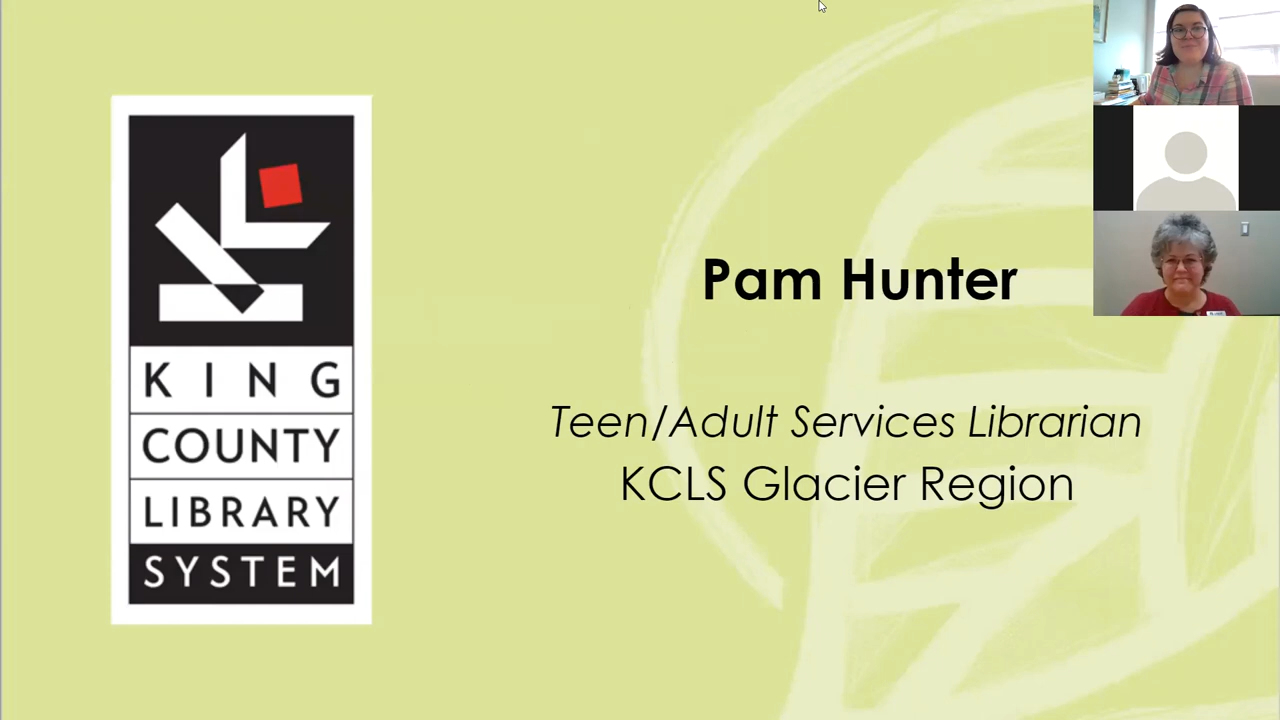 KING
COUNTY
LIBRARY
SYSTEM
Pam Hunter
Teen/Adult Services Librarian
KCLS Glacier Region